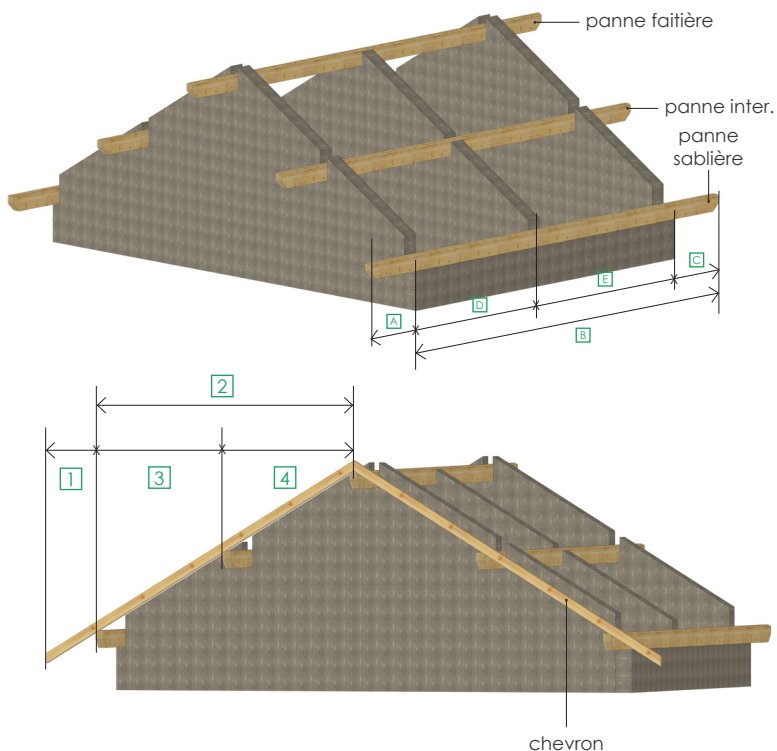 panne faitière
panne inter.
panne
sablière
A
D
E
C
B
2
1
3
4
chevron